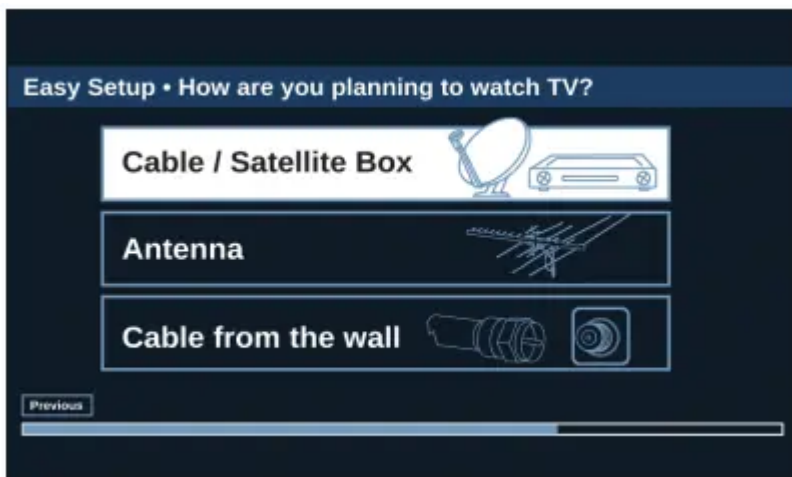 Easy Setup • How are you planning to watch TV?
Cable / Satellite Box
Antenna
Cable from the wall
Previous